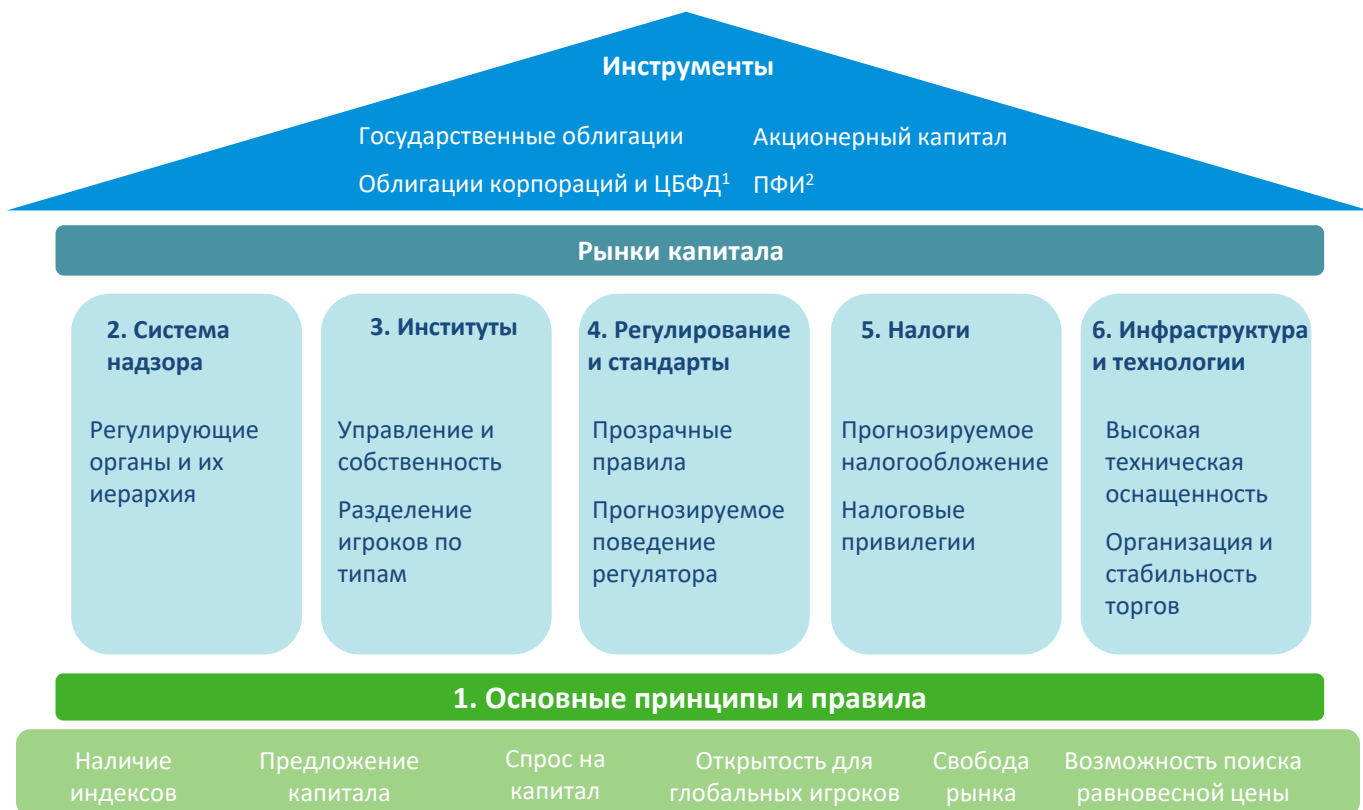 Инструменты
Государственные облигации
Акционерный капитал
Облигации корпораций и ЦБФД¹
ПФИ²
Рынки капитала
2. Система
надзора
Регулирующие
органы и их
иерархия
3. Институты
Управление и
собственность
Разделение
игроков по
типам
4. Регулирование
и стандарты
Прозрачные
правила
Прогнозируемое
поведение
регулятора
5. Налоги
Прогнозируемое
налогообложение
Налоговые
привилегии
6. Инфраструктура
и технологии
Высокая
техническая
оснащенность
Организация и
стабильность
торгов
1. Основные принципы и правила
Наличие
индексов
Предложение
капитала
Спрос на
капитал
Открытость для
глобальных игроков
Свобода
рынка
Возможность поиска
равновесной цены